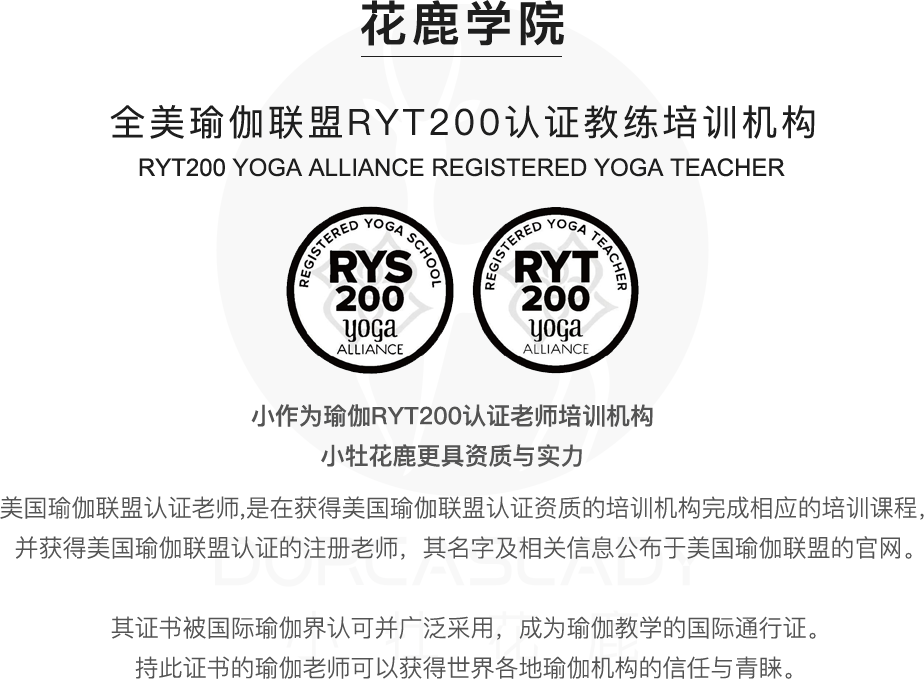 花鹿学院
全美瑜伽联盟RYT200认证教练培训机构
RYT200 YOGA ALLIANCE REGISTERED YOGA TEACHER
REGISTERED YOGA SCHOOL
RYS
200
yoga
ALLIANCE
REGISTERED YOGA TEACHER
RYT
200
yoga
ALLIANCE
小作为瑜伽RYT200认证老师培训机构
小牡花鹿更具资质与实力
美国瑜伽联盟认证老师,是在获得美国瑜伽联盟认证资质的培训机构完成相应的培训课程,
并获得美国瑜伽联盟认证的注册老师，其名字及相关信息公布于美国瑜伽联盟的官网。
DORCASCADY
小牡花鹿
其证书被国际瑜伽界认可并广泛采用，成为瑜伽教学的国际通行证。
持此证书的瑜伽老师可以获得世界各地瑜伽机构的信任与青睐。